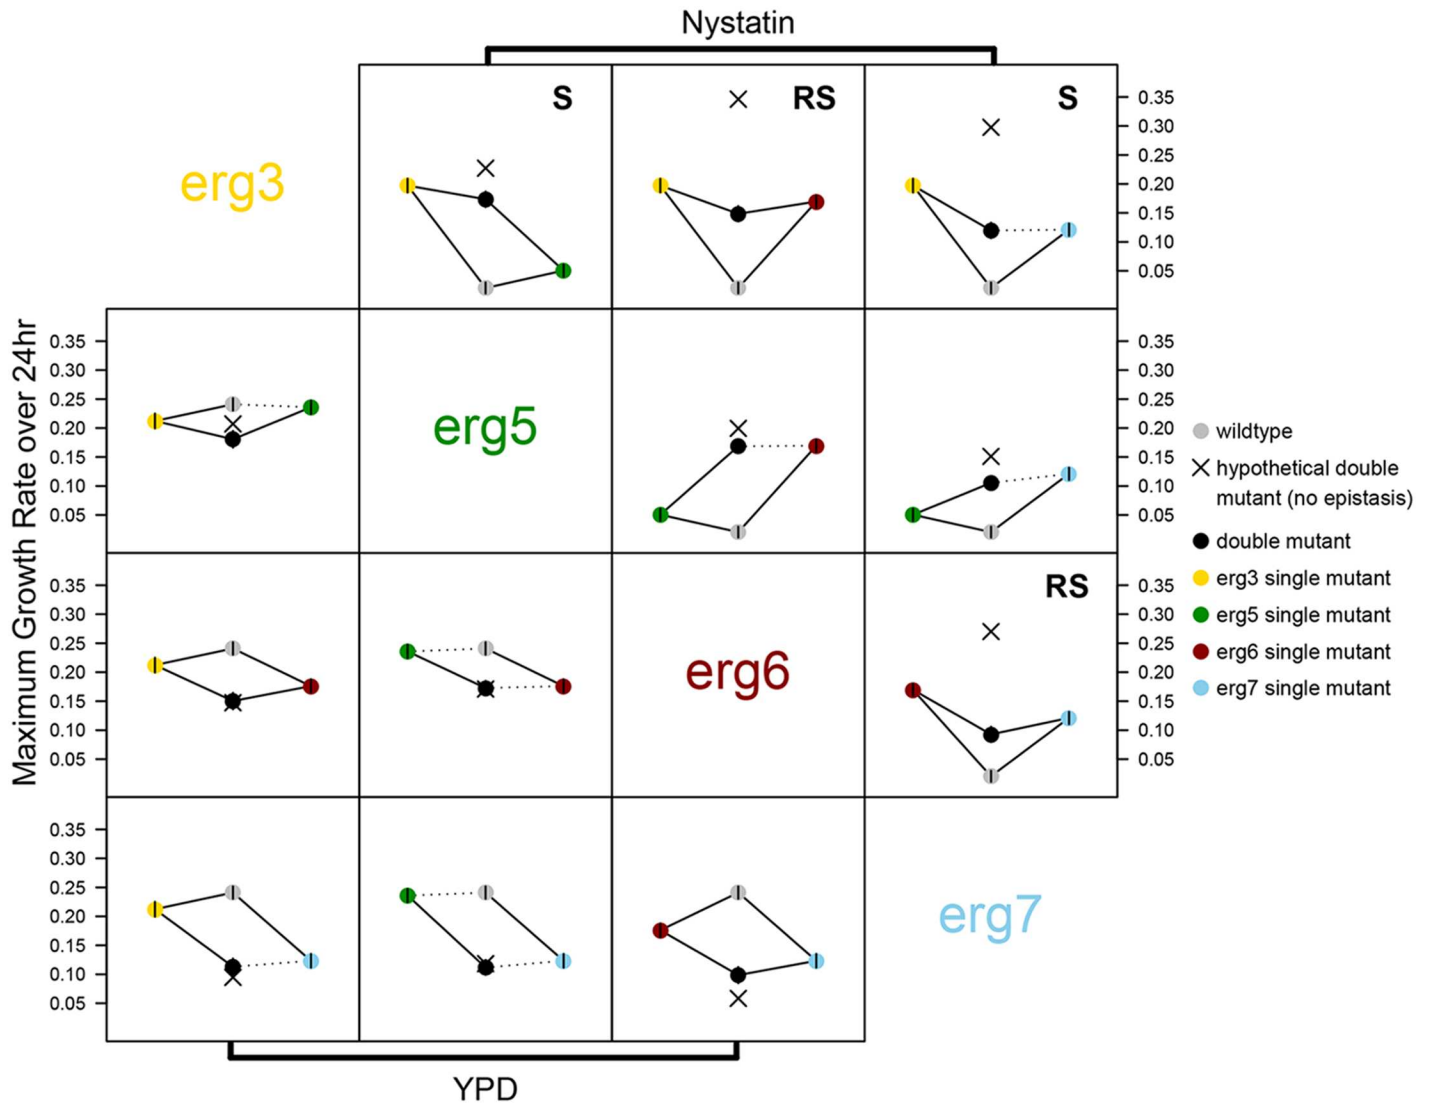 Nystatin
S
RS
S
erg3
0.35
0.30
0.25
0.20
0.15
0.10
0.05
Maximum Growth Rate over 24hr
0.35
0.30
0.25
0.20
0.15
0.10
0.05
erg5
0.35
0.30
0.25
0.20
0.15
0.10
0.05
wildtype
hypothetical double
mutant (no epistasis)
double mutant
erg3 single mutant
erg5 single mutant
erg6 single mutant
erg7 single mutant
0.35
0.30
0.25
0.20
0.15
0.10
0.05
erg6
RS
0.35
0.30
0.25
0.20
0.15
0.10
0.05
0.35
0.30
0.25
0.20
0.15
0.10
0.05
erg7
YPD